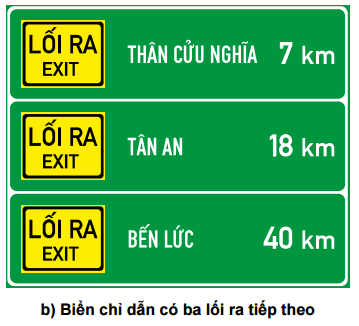 LỐI RA
EXIT
THÂN CỬU NGHĨA 7 km
LỐI RA
EXIT
TÂN AN 18 km
LỐI RA
EXIT
BẾN LỨC 40 km
b) Biển chỉ dẫn có ba lối ra tiếp theo